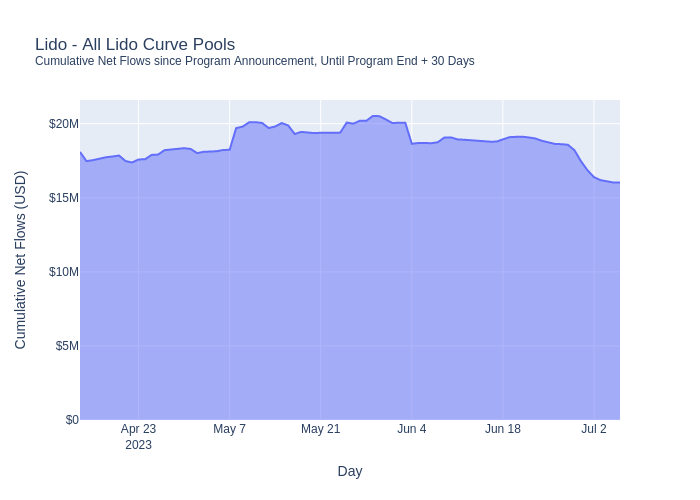 Lido - All Lido Curve Pools
Cumulative Net Flows since Program Announcement, Until Program End + 30 Days
Cumulative Net Flows (USD)
$20M
$15M
$10M
$5M
$0
Apr 23
2023
May 7
May 21
Jun 4
Jun 18
Jul 2
Day